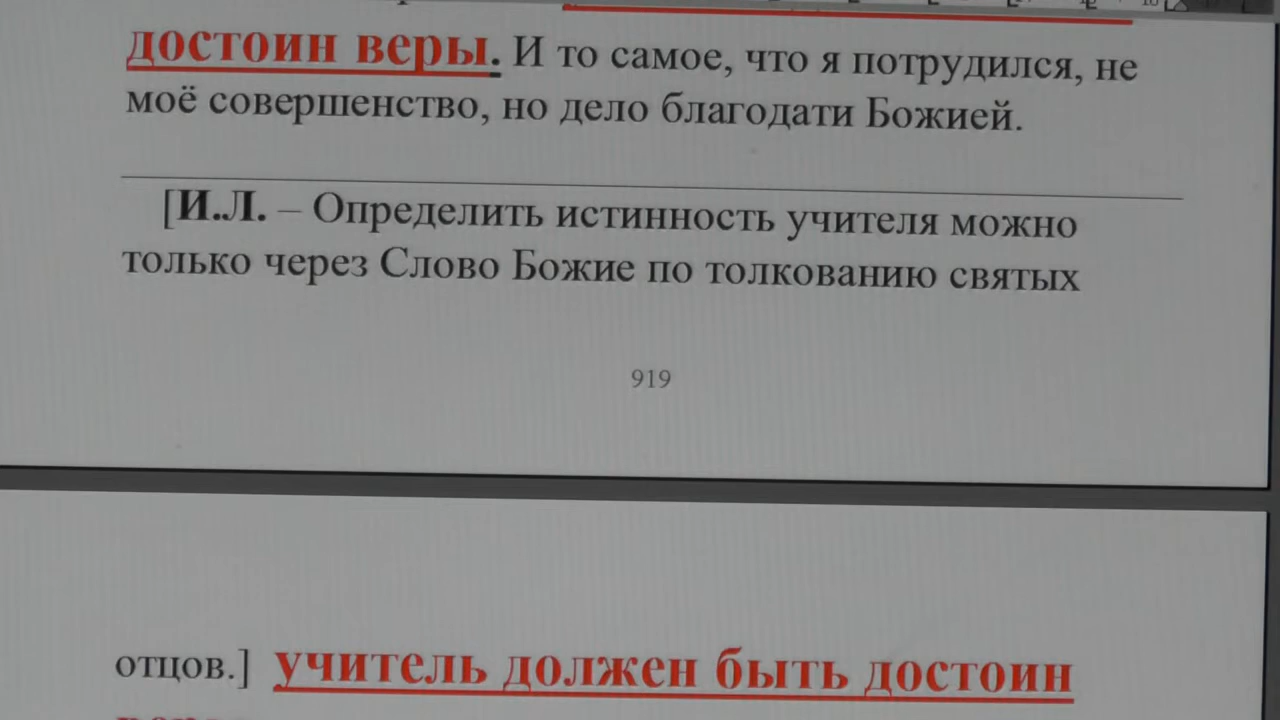 достоин веры. И то самое, что я потрудился, не
моё совершенство, но дело благодати Божией.
[И.Л. – Определить истинность учителя можно
только через Слово Божие по толкованию святых
919
отцов.] учитель должен быть достоин